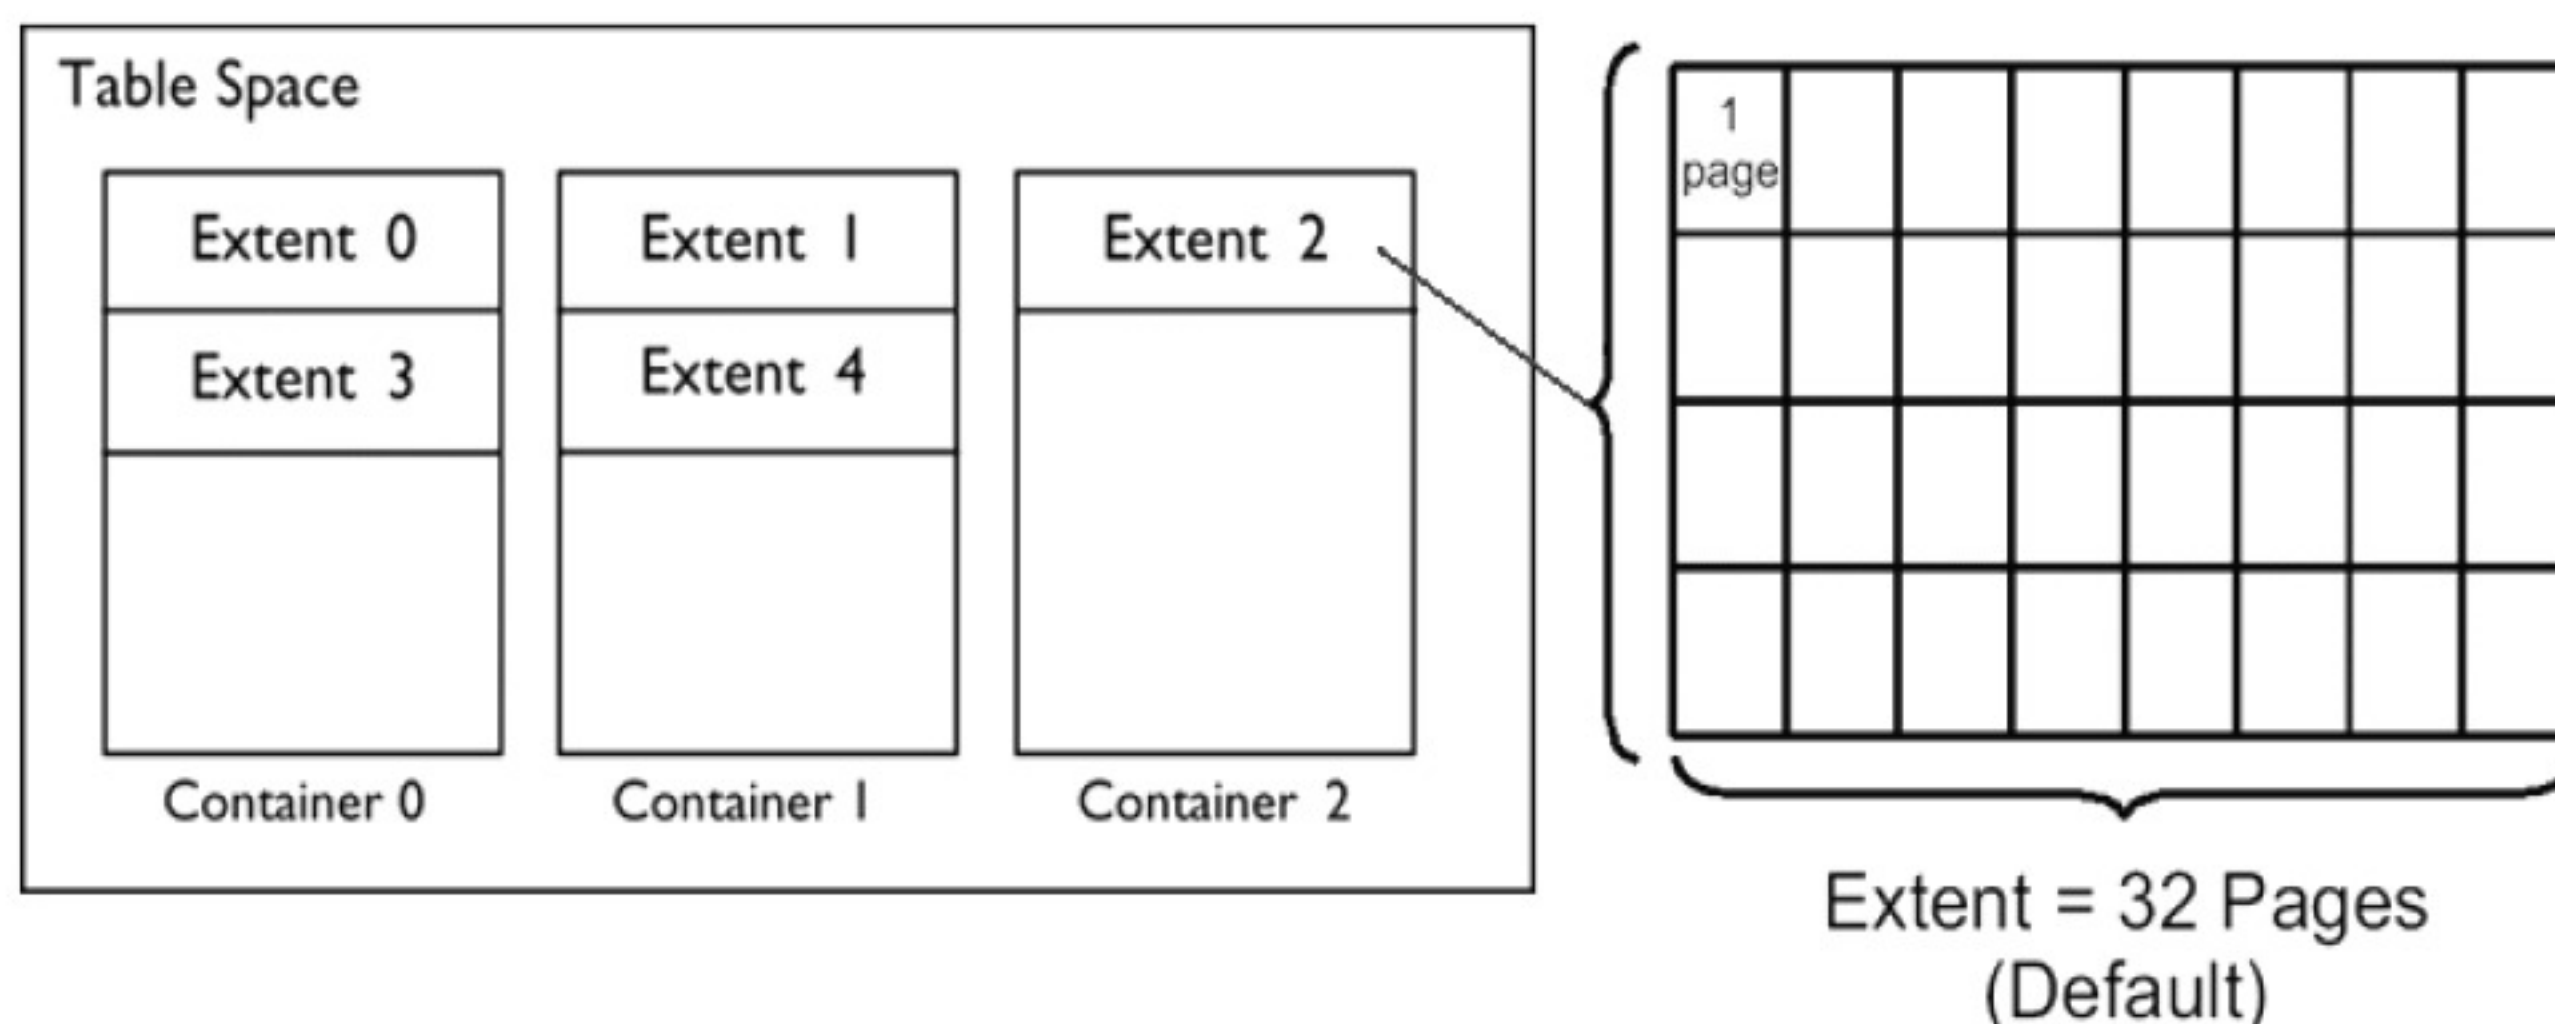 Table Space
Extent 0
Extent 1
Extent 2
Extent 3
Extent 4
Container 0
Container 1
Container 2
1
page
Extent = 32 Pages
(Default)